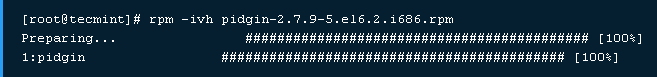 [root@tecmint]# rpm -ivh pidgin-2.7.9-5.el6.2.i686.rpm
Preparing... ########################################### [100%]
1:pidgin ########################################### [100%]